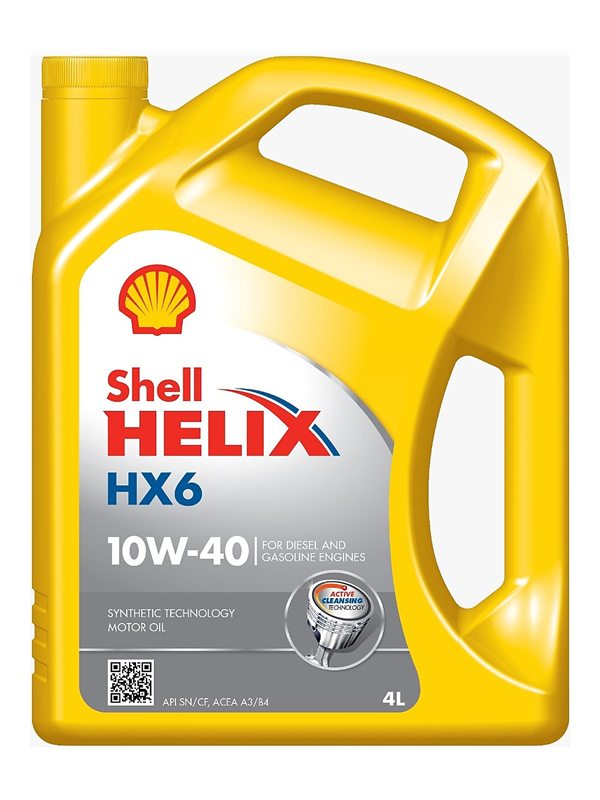 Shell
HELIX
HX6
10W-40
FOR DIESEL AND
GASOLINE ENGINES
ACTIVE
CLEANSING
TECHNOLOGY
SYNTHETIC TECHNOLOGY
MOTOR OIL
API SN/CF, ACEA A3/B4
4L